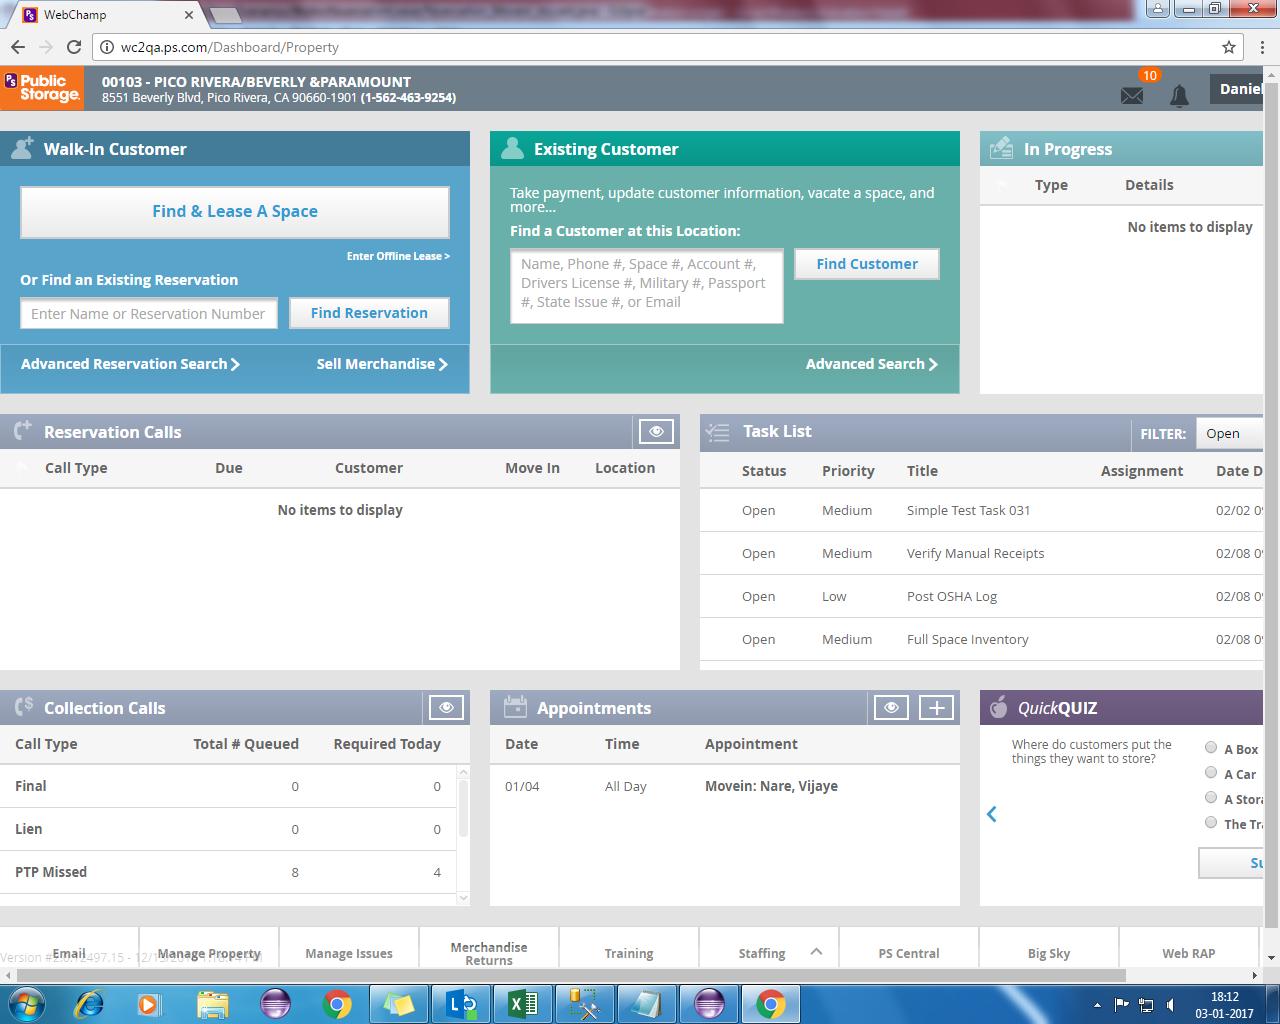 WebChamp
wc2qa.ps.com/Dashboard/Property
PS Public Storage
00103 - PICO RIVERA/BEVERLY &PARAMOUNT
8551 Beverly Blvd, Pico Rivera, CA 90660-1901 (1-562-463-9254)
10
Daniel
Walk-In Customer
Find & Lease A Space
Enter Offline Lease >
Or Find an Existing Reservation
Enter Name or Reservation Number
Find Reservation
Advanced Reservation Search
Sell Merchandise
Existing Customer
Take payment, update customer information, vacate a space, and
more...
Find a Customer at this Location:
Name, Phone #, Space #, Account #,
Drivers License #, Military #, Passport
#, State Issue #, or Email
Find Customer
Advanced Search
In Progress
Type Details
No items to display
Reservation Calls
Call Type Due Customer Move In Location
No items to display
Task List
FILTER: Open
Status Priority Title Assignment Date D
Open Medium Simple Test Task 031 02/02 0
Open Medium Verify Manual Receipts 02/08 0
Open Low Post OSHA Log 02/08 0
Open Medium Full Space Inventory 02/08 0
Collection Calls
Call Type Total # Queued Required Today
Final 0 0
Lien 0 0
PTP Missed 8 4
Appointments
Date Time Appointment
01/04 All Day Movein: Nare, Vijaye
QuickQUIZ
Where do customers put the
things they want to store?
A Box
A Car
A Stora
The Tra
Su
Email
Manage Property
Manage Issues
Merchandise
Returns
Training
Staffing
PS Central
Big Sky
Web RAP
18:12
03-01-2017